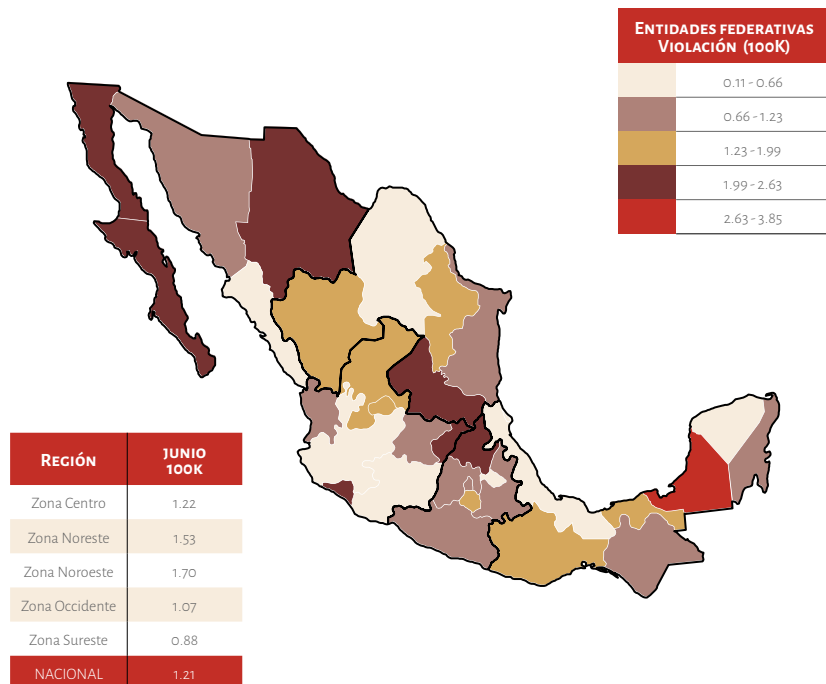 Entidades federativas
Violación (100K)
0.11 - 0.66
0.66 - 1.23
1.23 - 1.99
1.99 - 2.63
2.63 - 3.85
Región junio 100K
Zona Centro 1.22
Zona Noreste 1.53
Zona Noroeste 1.70
Zona Occidente 1.07
Zona Sureste 0.88
NACIONAL 1.21